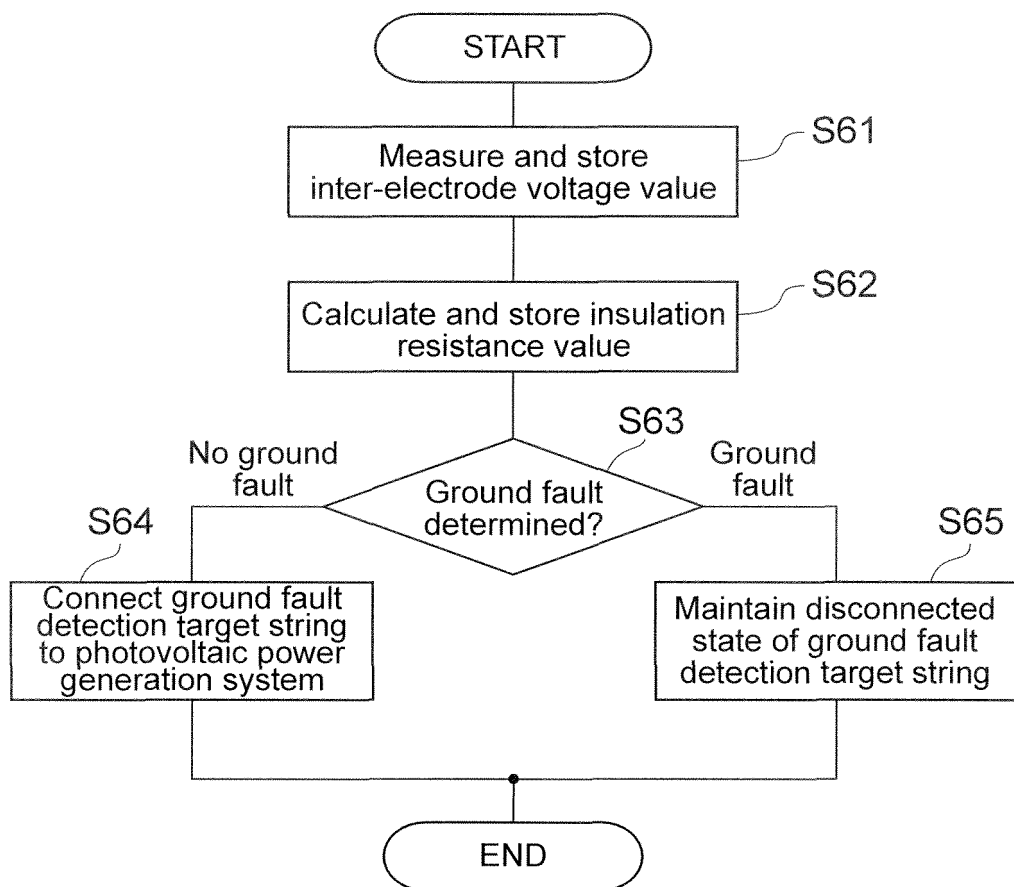 START
S61
Measure and store
inter-electrode voltage value
S62
Calculate and store insulation
resistance value
S63
No ground
fault
Ground fault
determined?
Ground
fault
S64
Connect ground fault
detection target string
to photovoltaic power
generation system
S65
Maintain disconnected
state of ground fault
detection target string
END